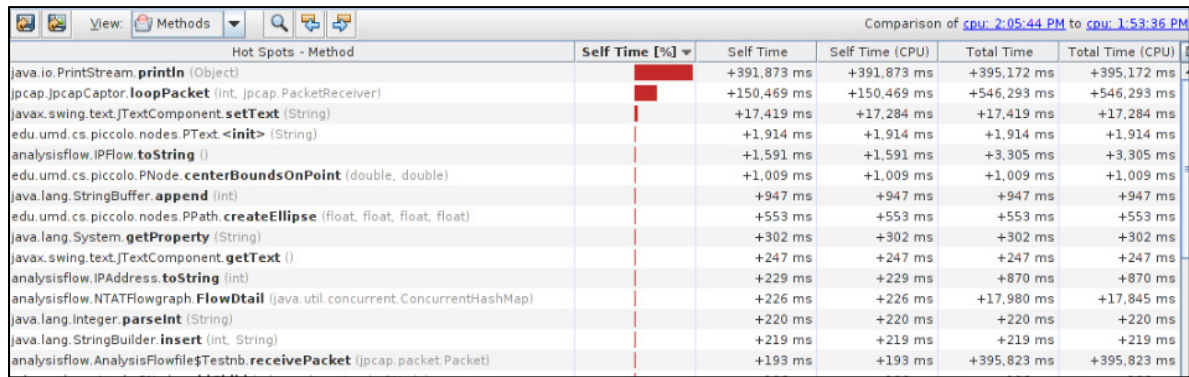 View: Methods Comparison of cpu: 2:05:44 PM to cpu: 1:53:36 PM
Hot Spots - Method Self Time [%] Self Time Self Time (CPU) Total Time Total Time (CPU)
java.io.PrintStream.println (Object) +391,873 ms +391,873 ms +395,172 ms +395,172 ms
jpcap.JpcapCaptor.loopPacket (int, jpcap.PacketReceiver) +150,469 ms +150,469 ms +546,293 ms +546,293 ms
javax.swing.text.JTextComponent.setText (String) +17,419 ms +17,284 ms +17,419 ms +17,284 ms
edu.umd.cs.piccolo.nodes.PText.<init> (String) +1,914 ms +1,914 ms +1,914 ms +1,914 ms
analysisflow.IPFlow.toString () +1,591 ms +1,591 ms +3,305 ms +3,305 ms
edu.umd.cs.piccolo.PNode.centerBoundsOnPoint (double, double) +1,009 ms +1,009 ms +1,009 ms +1,009 ms
java.lang.StringBuffer.append (int) +947 ms +947 ms +947 ms +947 ms
edu.umd.cs.piccolo.nodes.PPath.createEllipse (float, float, float, float) +553 ms +553 ms +553 ms +553 ms
java.lang.System.getProperty (String) +302 ms +302 ms +302 ms +302 ms
javax.swing.text.JTextComponent.getText () +247 ms +247 ms +247 ms +247 ms
analysisflow.IPAddress.toString (int) +229 ms +229 ms +870 ms +870 ms
analysisflow.NTATFlowgraph.FlowDtail (java.util.concurrent.ConcurrentHashMap) +226 ms +226 ms +17,980 ms +17,845 ms
java.lang.Integer.parseInt (String) +220 ms +220 ms +220 ms +220 ms
java.lang.StringBuilder.insert (int, String) +219 ms +219 ms +219 ms +219 ms
analysisflow.AnalysisFlowfile$Testnb.receivePacket (jpcap.packet.Packet) +193 ms +193 ms +395,823 ms +395,823 ms